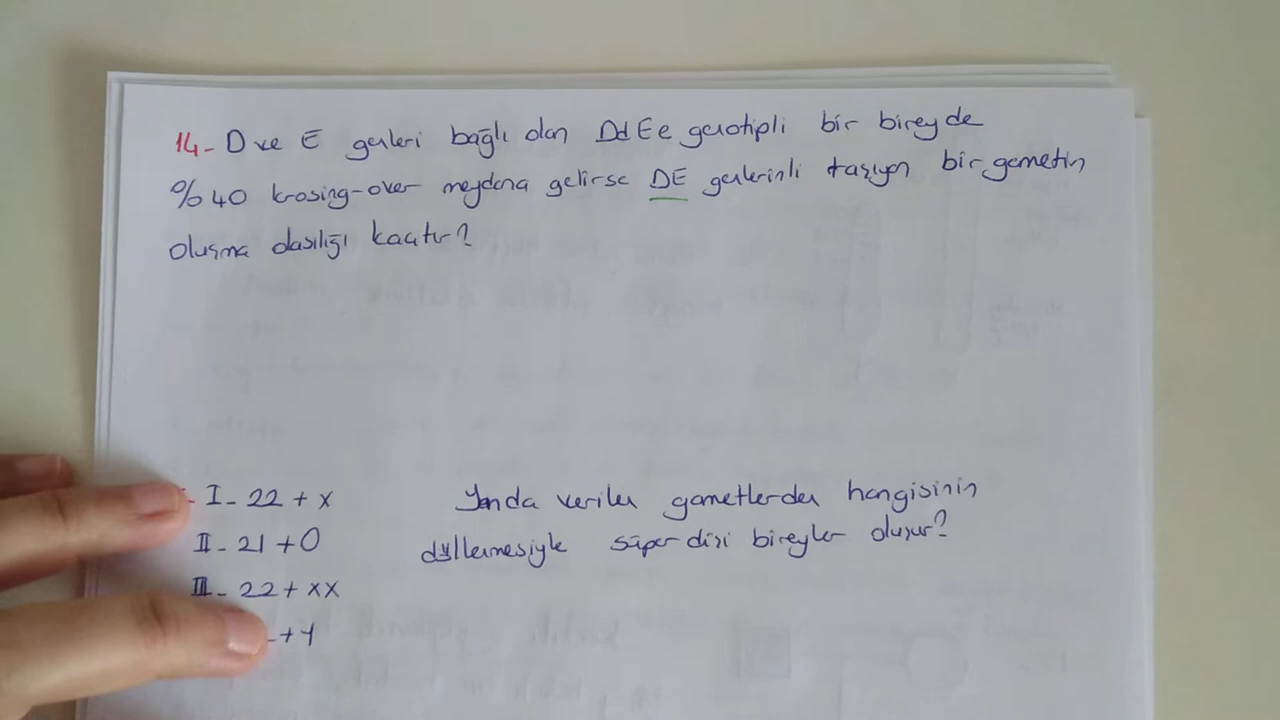 14- D ve E genleri bağlı olan DdEe genotipli bir bireyde
%40 krosing-over meydana gelirse DE genlerinli taşıyan bir gametin
oluşma olasılığı kaçtır?
I- 22 + X
II- 21 + 0
III- 22 + XX
- + Y
Yanda verilen gametlerden hangisinin
döllenmesiyle süper dişi bireyler oluşur?